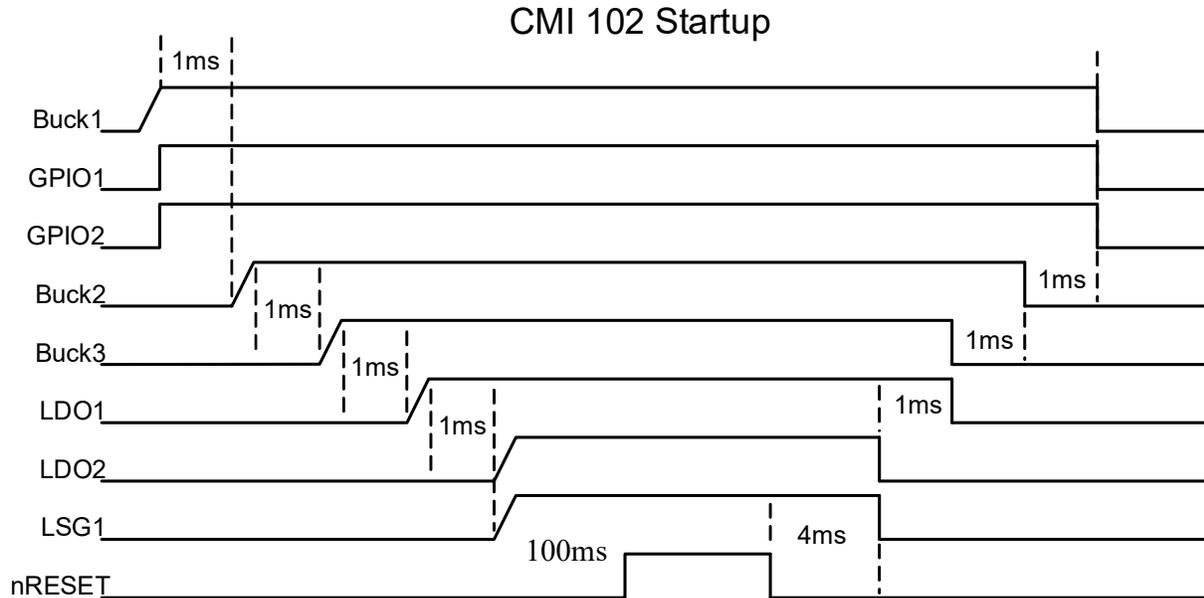 CMI 102 Startup
1ms
Buck1
GPIO1
GPIO2
Buck2
1ms
1ms
Buck3
1ms
1ms
LDO1
1ms
1ms
LDO2
LSG1
100ms
4ms
nRESET